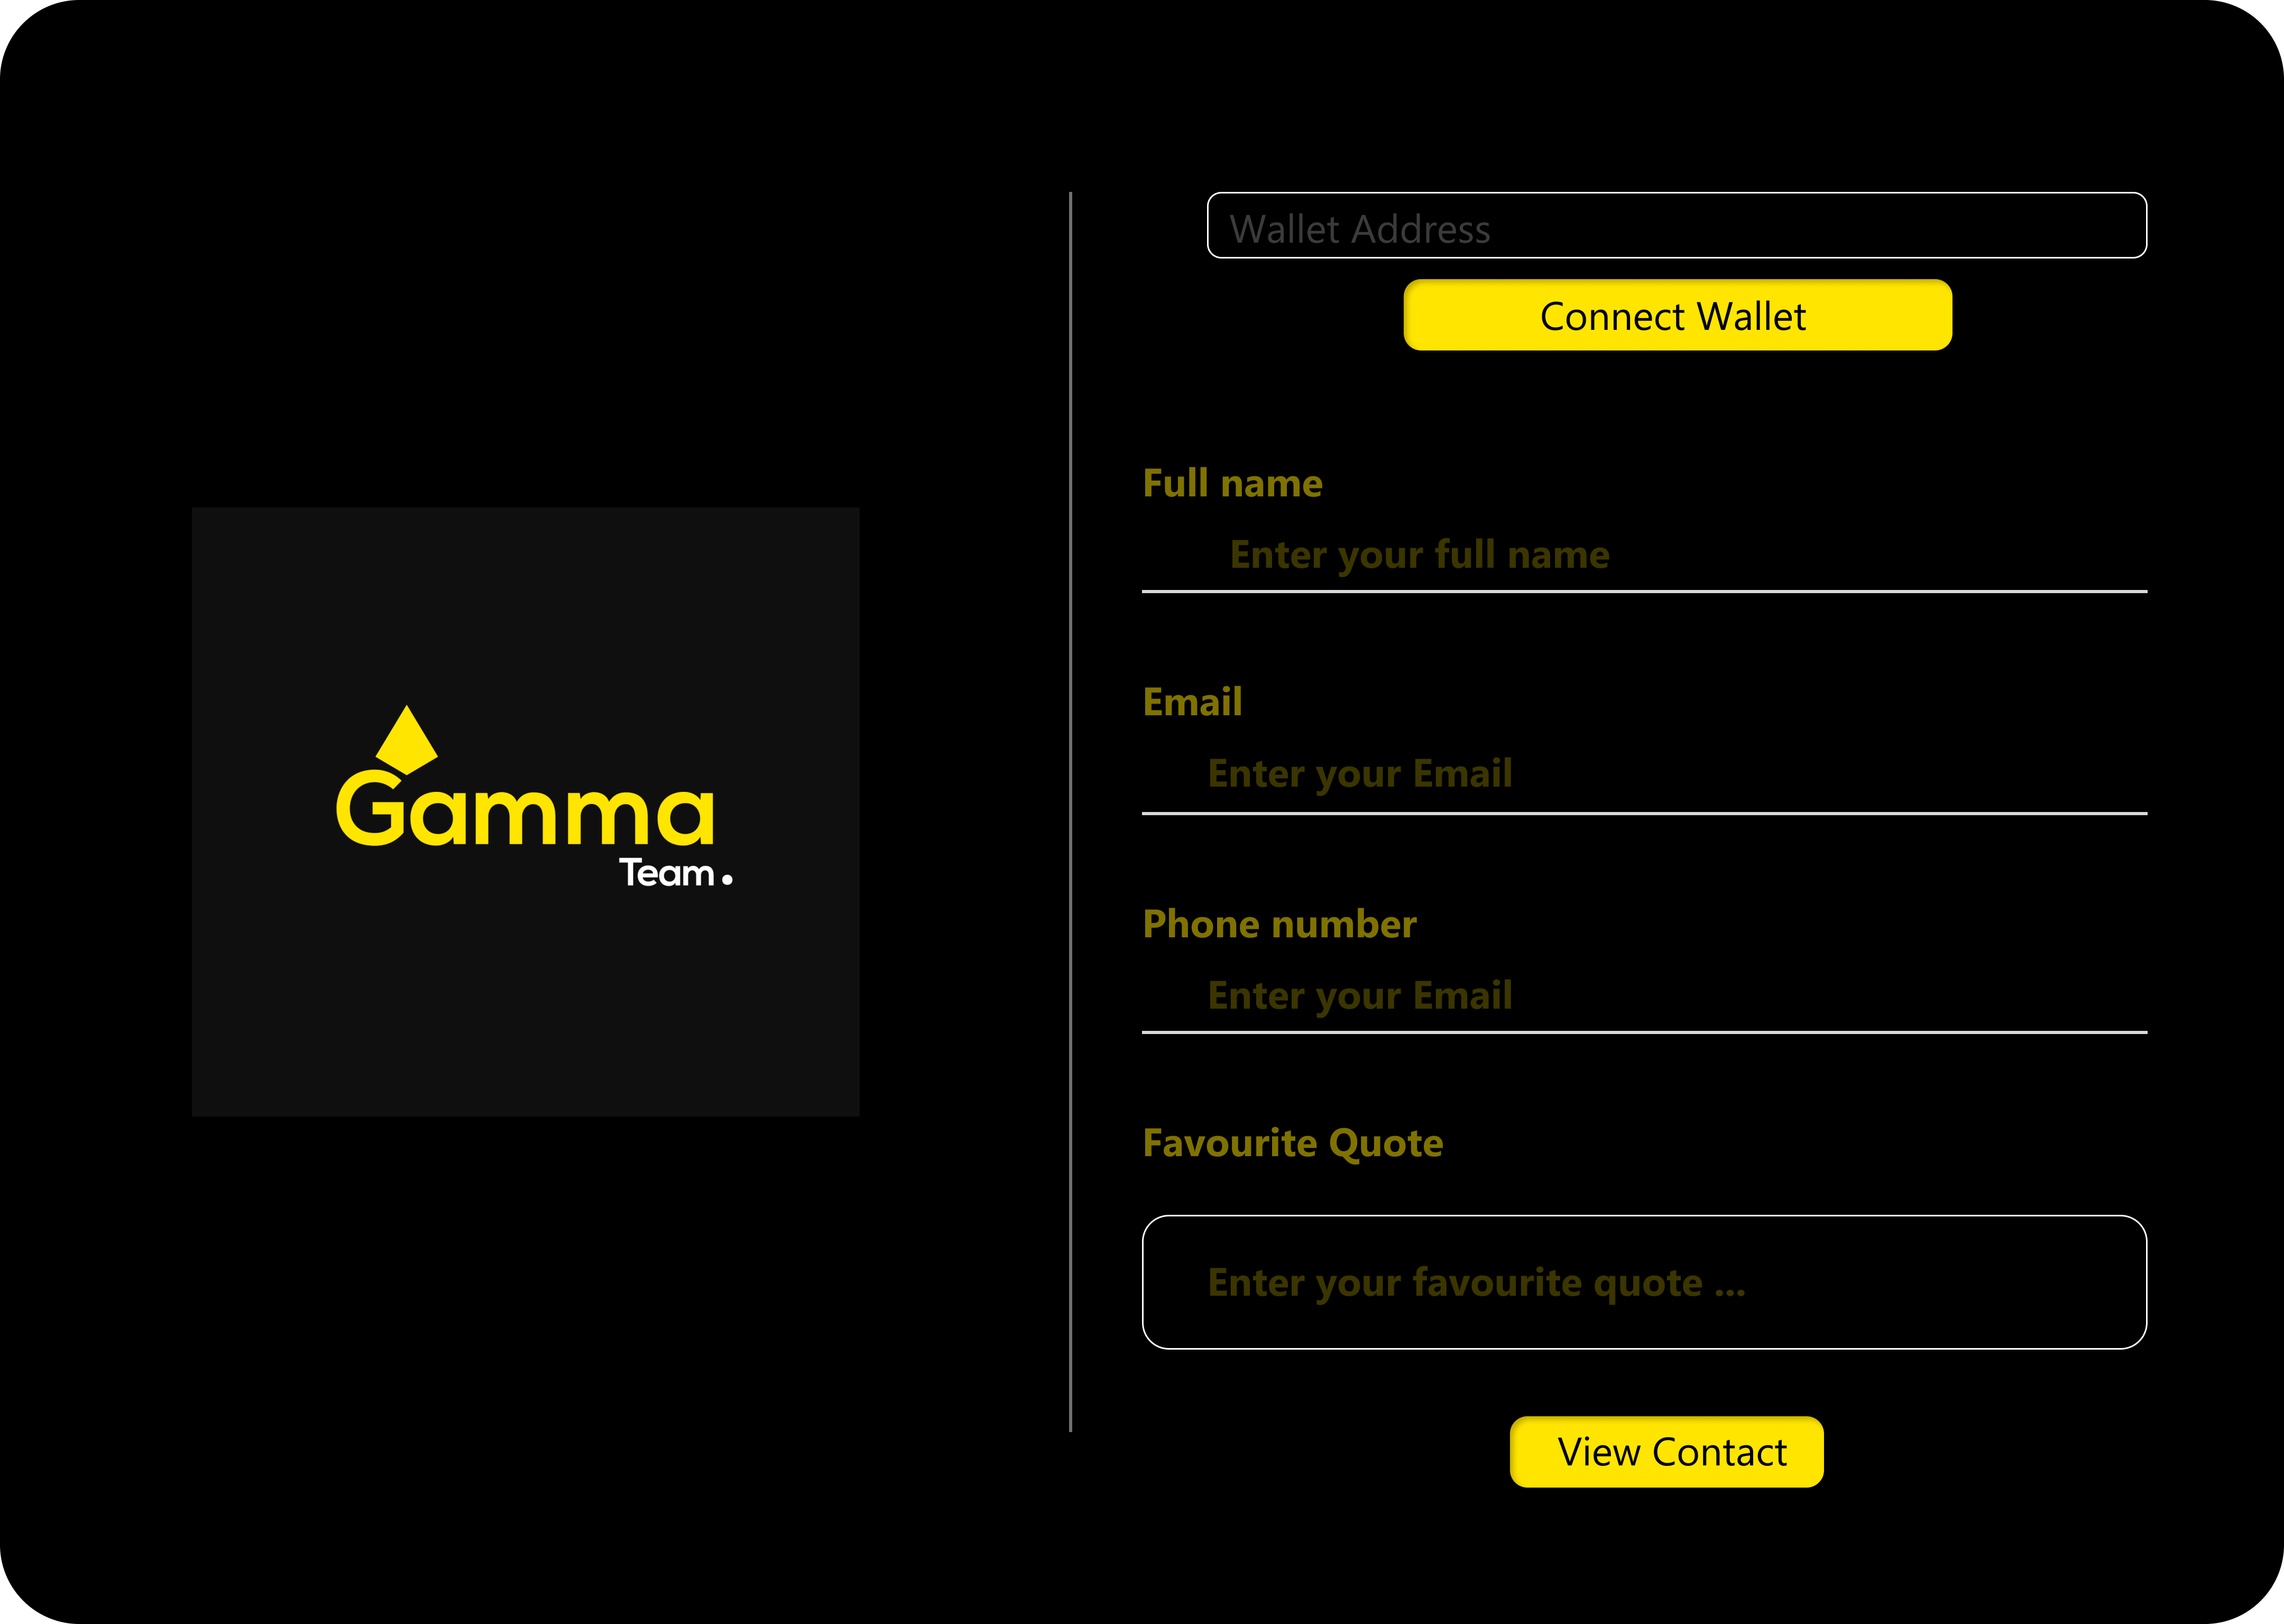 Gamma
Team .
Wallet Address
Connect Wallet
Full name
Enter your full name
Email
Enter your Email
Phone number
Enter your Email
Favourite Quote
Enter your favourite quote ...
View Contact